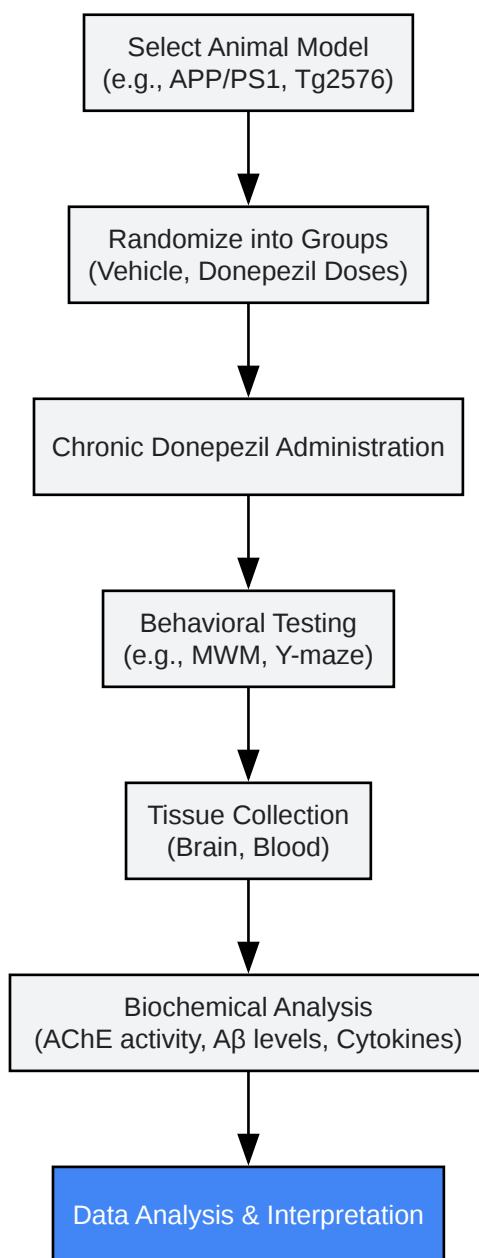 Select Animal Model
(e.g., APP/PS1, Tg2576)
Randomize into Groups
(Vehicle, Donepezil Doses)
Chronic Donepezil Administration
Behavioral Testing
(e.g., MWM, Y-maze)
Tissue Collection
(Brain, Blood)
Biochemical Analysis
(AChE activity, Aβ levels, Cytokines)
Data Analysis & Interpretation